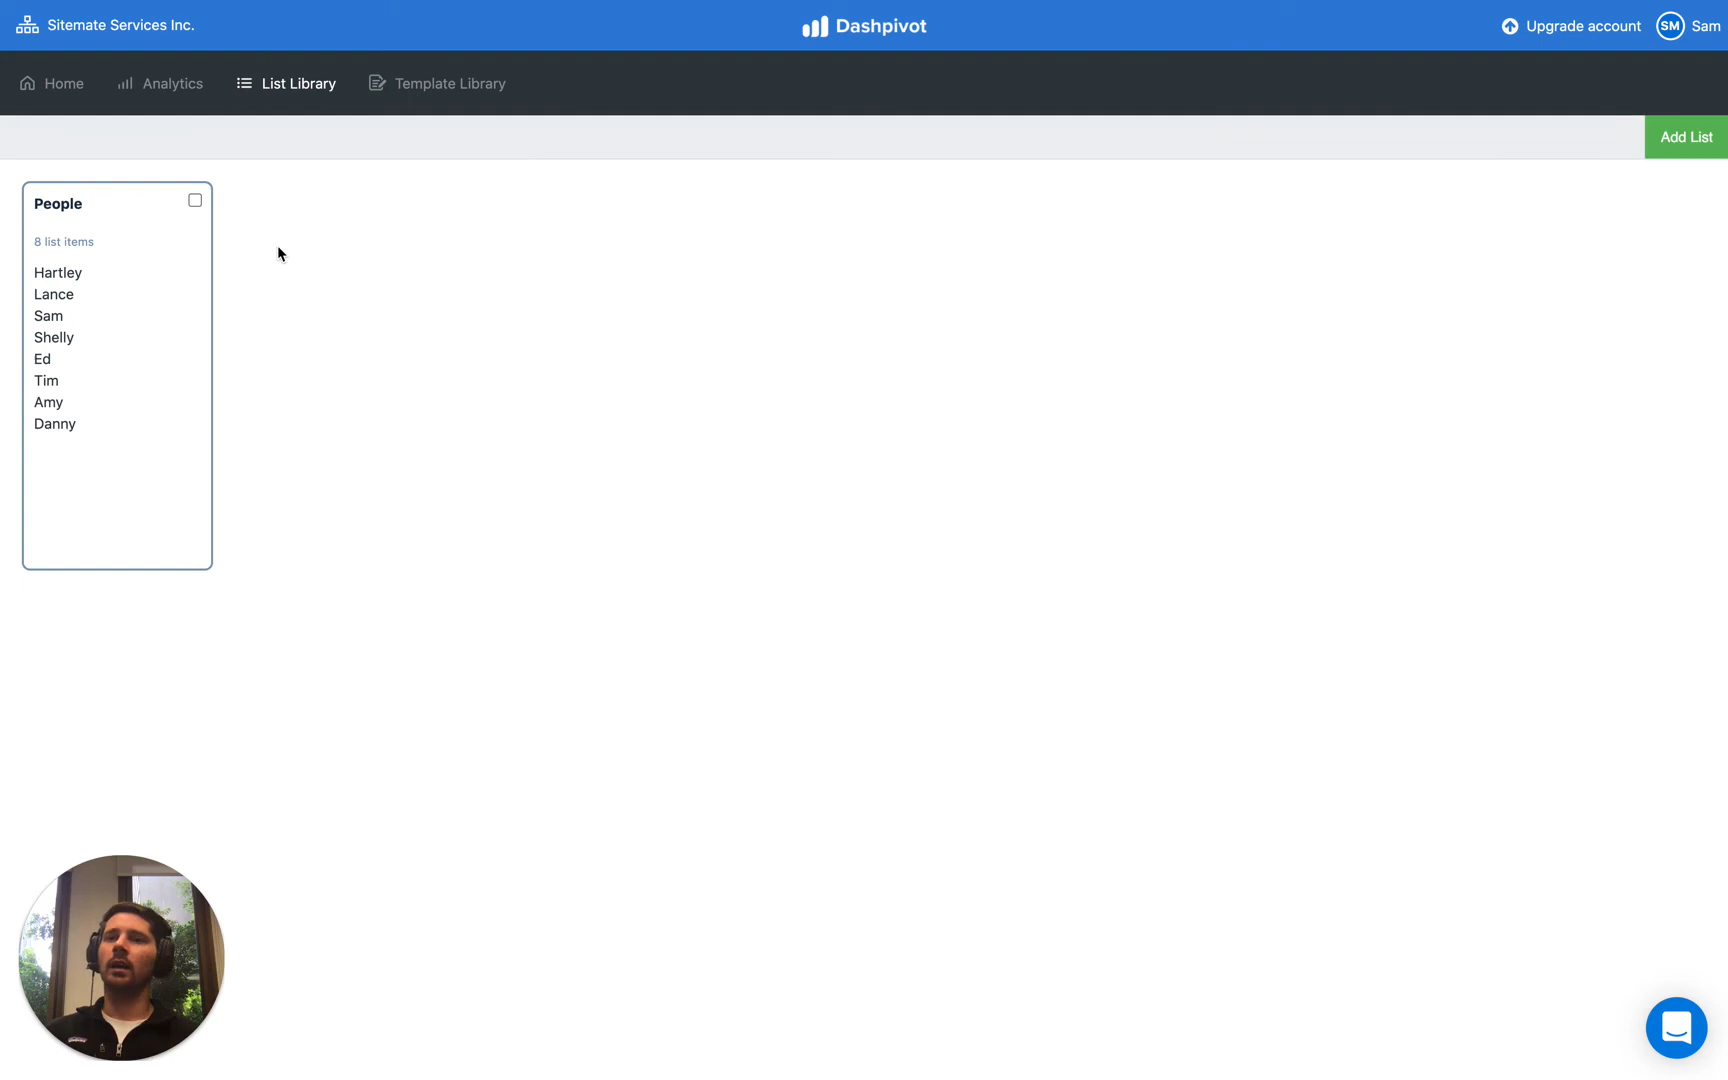 Sitemate Services Inc.
Dashpivot
Upgrade account
SM
Sam
Home
Analytics
List Library
Template Library
Add List
People
8 list items
Hartley
Lance
Sam
Shelly
Ed
Tim
Amy
Danny